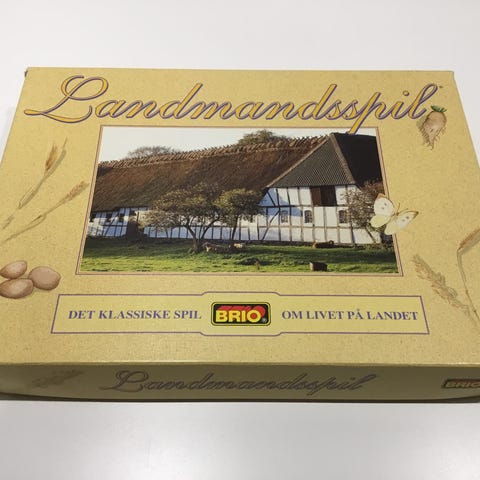 Landmandsspil
DET KLASSISKE SPIL BRIO® OM LIVET PÅ LANDET
Landmandsspil
BRIO